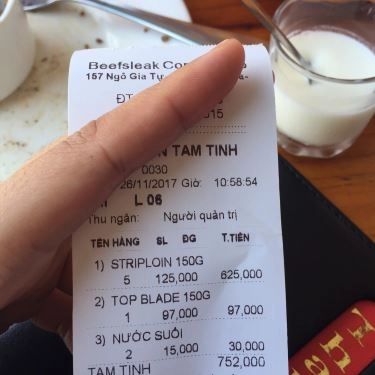 Beefsleak Co
157 Ngô Gia Tự
ĐT
015
TAM TINH
0030
26/11/2017 Giờ: 10:58:54
L 06
Thu ngân: Người quản trị
TÊN HÀNG SL ĐG T.TIỀN
1) STRIPLOIN 150G
5 125,000 625,000
2) TOP BLADE 150G
1 97,000 97,000
3) NƯỚC SUỐI
2 15,000 30,000
TAM TINH 752,000